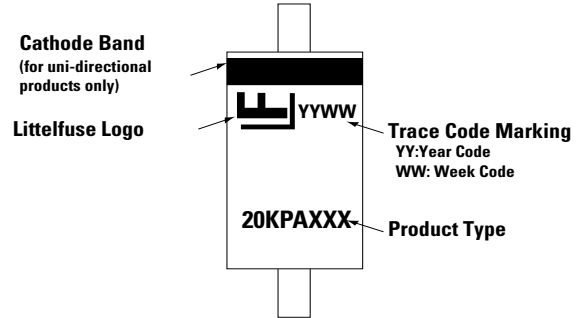 Cathode Band
(for uni-directional
products only)
Littelfuse Logo
YYWW
Trace Code Marking
YY:Year Code
WW: Week Code
20KPAXXX
Product Type